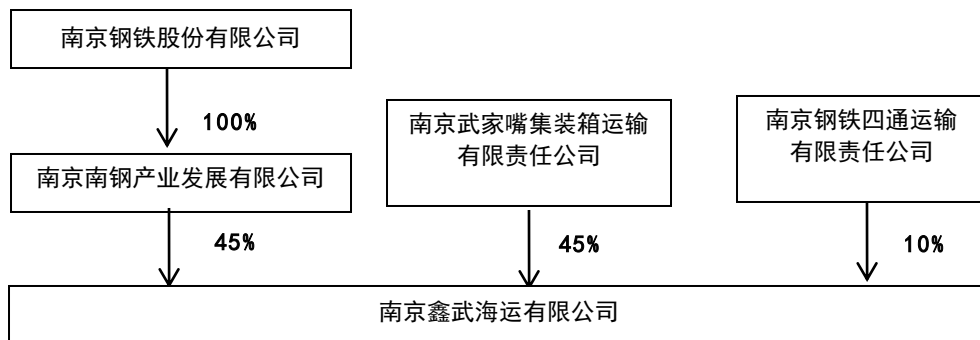 南京钢铁股份有限公司
100%
南京武家嘴集装箱运输
有限责任公司
南京钢铁四通运输
有限责任公司
南京南钢产业发展有限公司
45%
45%
10%
南京鑫武海运有限公司